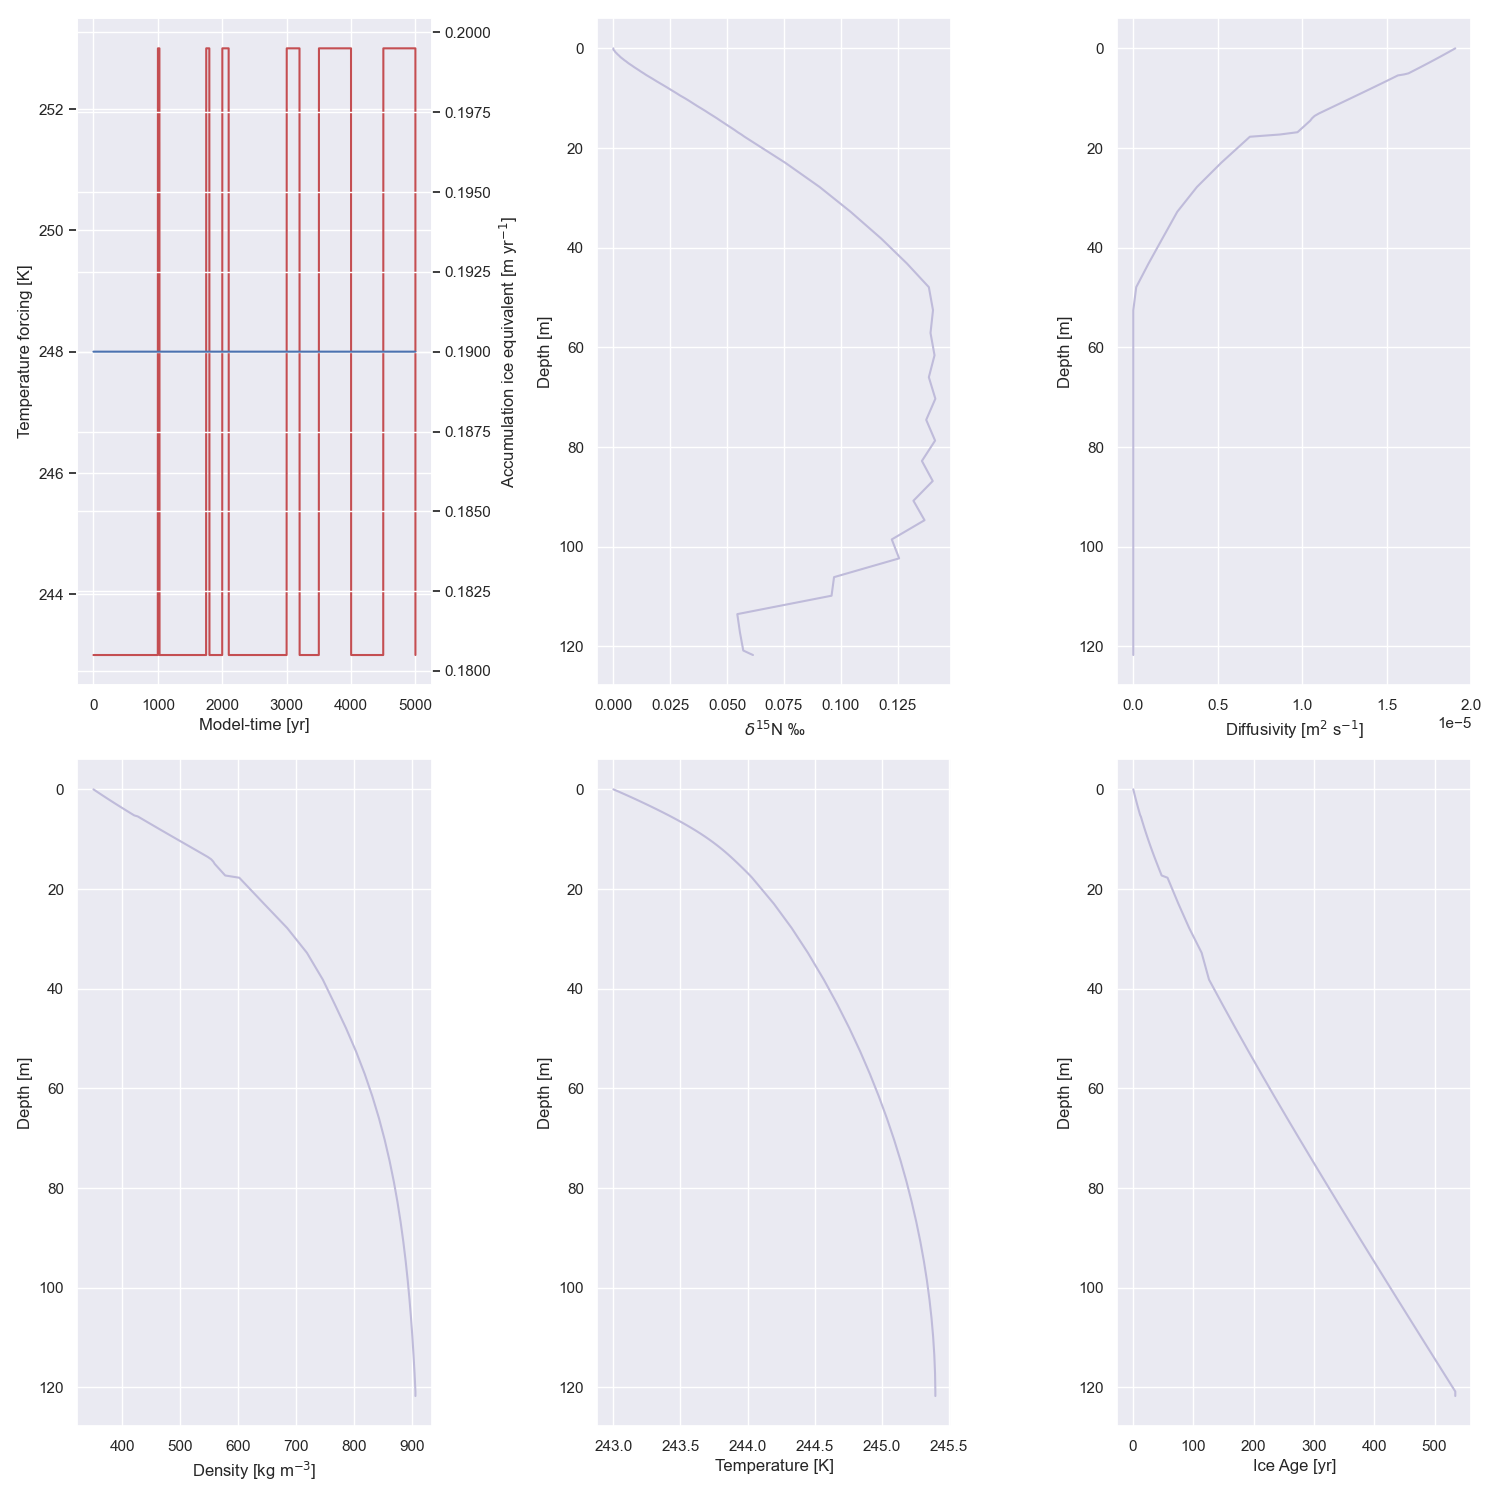 Temperature forcing [K]
252
250
248
246
244
0.2000
0.1975
0.1950
0.1925
0.1900
0.1875
0.1850
0.1825
0.1800
Accumulation ice equivalent [m yr⁻¹]
0 1000 2000 3000 4000 5000
Model-time [yr]
Depth [m]
0
20
40
60
80
100
120
0.000 0.025 0.050 0.075 0.100 0.125
δ¹⁵N ‰
Depth [m]
0
20
40
60
80
100
120
0.0 0.5 1.0 1.5 2.0
1e−5
Diffusivity [m² s⁻¹]
Depth [m]
0
20
40
60
80
100
120
400 500 600 700 800 900
Density [kg m⁻³]
Depth [m]
0
20
40
60
80
100
120
243.0 243.5 244.0 244.5 245.0 245.5
Temperature [K]
Depth [m]
0
20
40
60
80
100
120
0 100 200 300 400 500
Ice Age [yr]